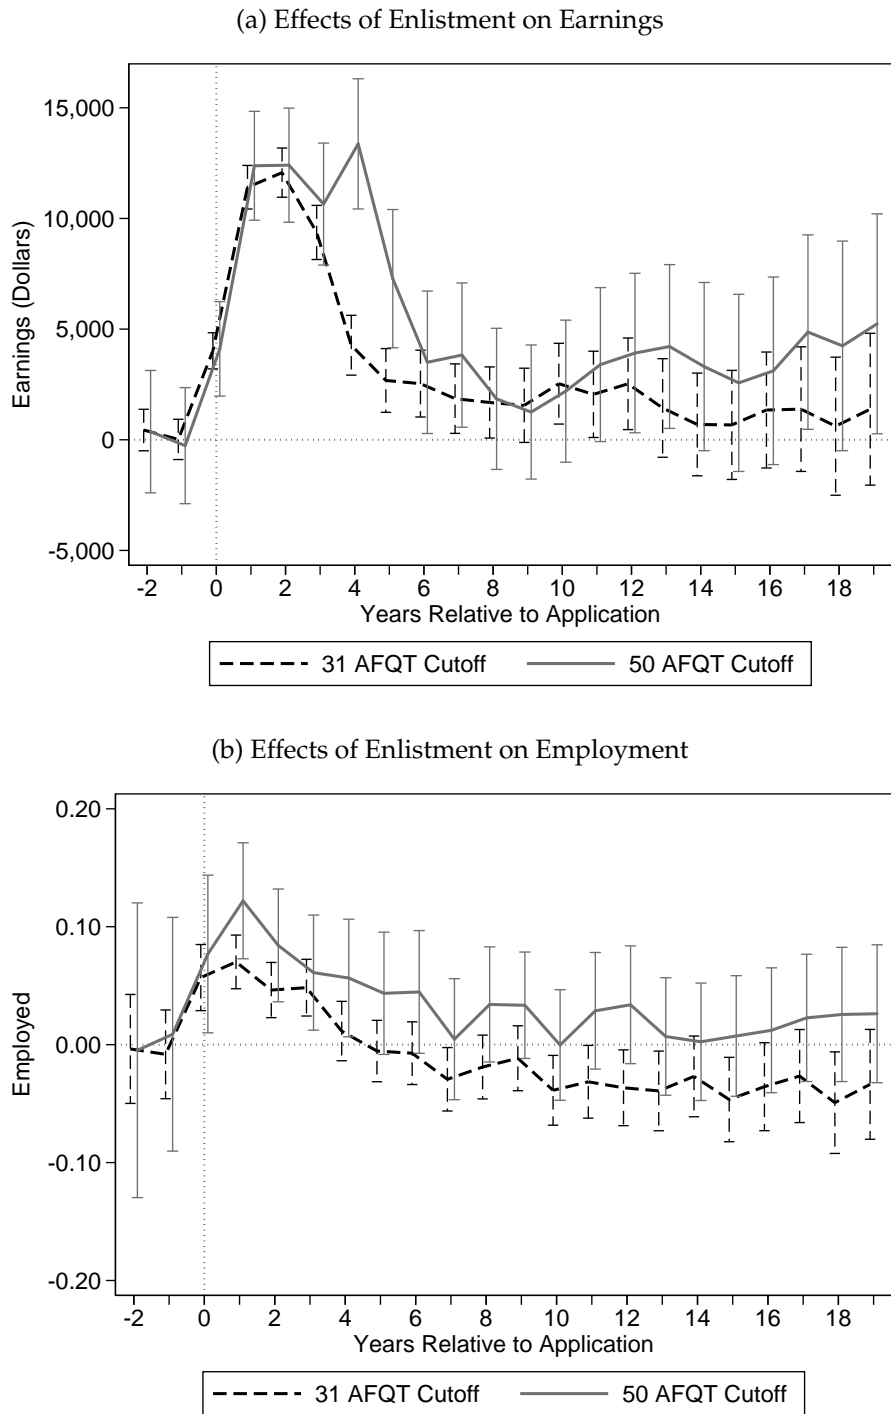 (a) Effects of Enlistment on Earnings
15,000
10,000
5,000
0
-5,000
Earnings (Dollars)
-2 0 2 4 6 8 10 12 14 16 18
Years Relative to Application
31 AFQT Cutoff 50 AFQT Cutoff
(b) Effects of Enlistment on Employment
0.20
0.10
0.00
-0.10
-0.20
Employed
-2 0 2 4 6 8 10 12 14 16 18
Years Relative to Application
31 AFQT Cutoff 50 AFQT Cutoff